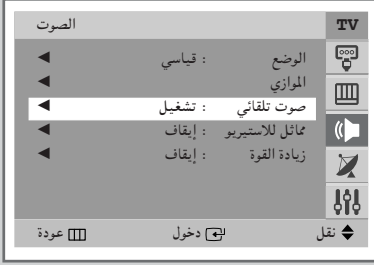 TV الصوت
الوضع : قياسي
الموازي
صوت تلقائي : تشغيل
مماثل للاستيريو : إيقاف
زيادة القوة : إيقاف
نقل دخول عودة